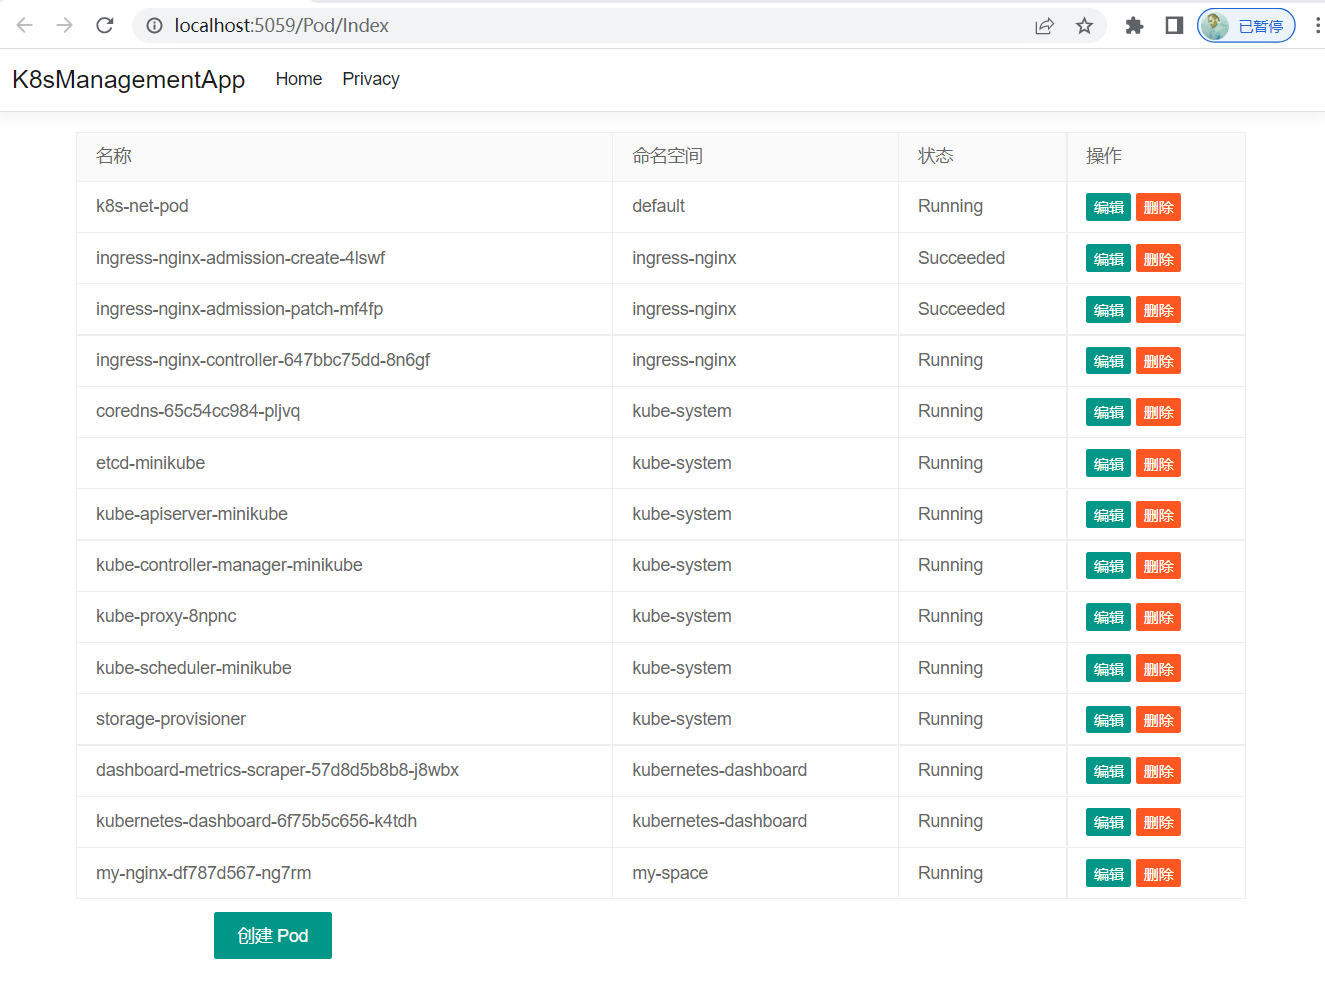 localhost:5059/Pod/Index 已暂停
K8sManagementApp Home Privacy
名称 命名空间 状态 操作
k8s-net-pod default Running 编辑 删除
ingress-nginx-admission-create-4lswf ingress-nginx Succeeded 编辑 删除
ingress-nginx-admission-patch-mf4fp ingress-nginx Succeeded 编辑 删除
ingress-nginx-controller-647bbc75dd-8n6gf ingress-nginx Running 编辑 删除
coredns-65c54cc984-pljvq kube-system Running 编辑 删除
etcd-minikube kube-system Running 编辑 删除
kube-apiserver-minikube kube-system Running 编辑 删除
kube-controller-manager-minikube kube-system Running 编辑 删除
kube-proxy-8npnc kube-system Running 编辑 删除
kube-scheduler-minikube kube-system Running 编辑 删除
storage-provisioner kube-system Running 编辑 删除
dashboard-metrics-scraper-57d8d5b8b8-j8wbx kubernetes-dashboard Running 编辑 删除
kubernetes-dashboard-6f75b5c656-k4tdh kubernetes-dashboard Running 编辑 删除
my-nginx-df787d567-ng7rm my-space Running 编辑 删除
创建 Pod